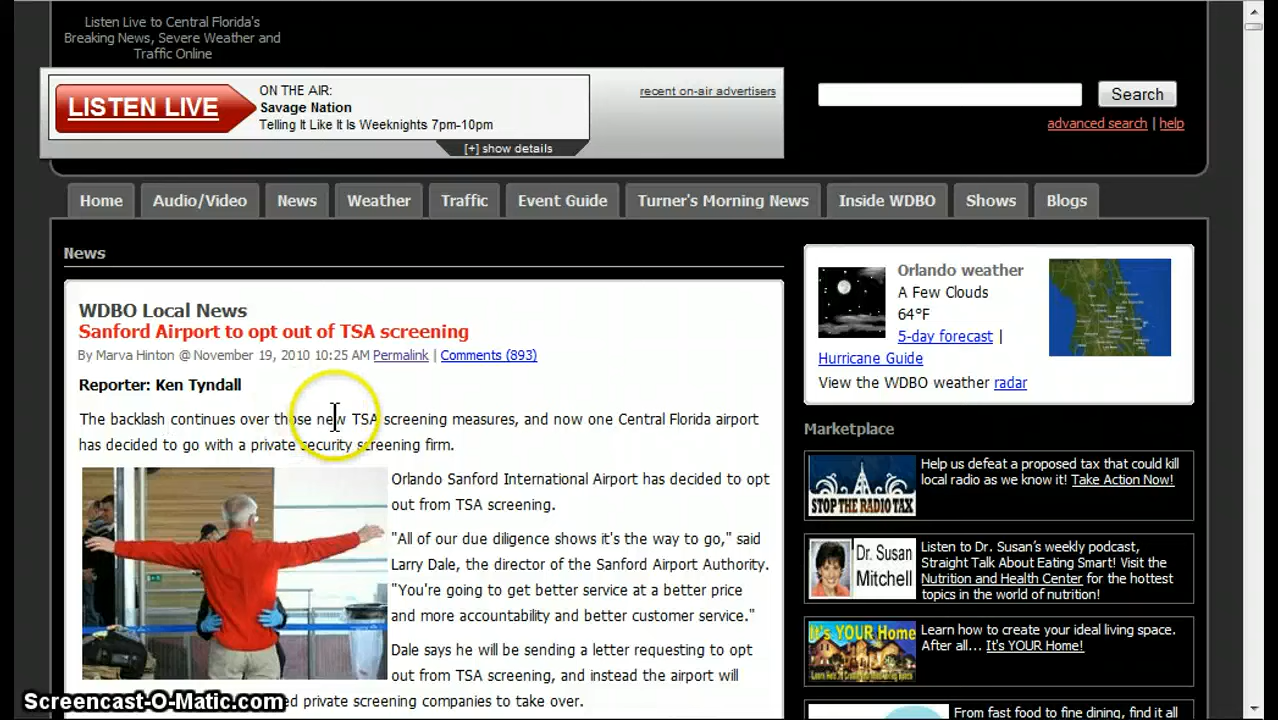 Listen Live to Central Florida's
Breaking News, Severe Weather and
Traffic Online
LISTEN LIVE
ON THE AIR:
Savage Nation
Telling It Like It Is Weeknights 7pm-10pm
[+] show details
recent on-air advertisers
Search
advanced search | help
Home
Audio/Video
News
Weather
Traffic
Event Guide
Turner's Morning News
Inside WDBO
Shows
Blogs
News
WDBO Local News
Sanford Airport to opt out of TSA screening
By Marva Hinton @ November 19, 2010 10:25 AM Permalink | Comments (893)
Reporter: Ken Tyndall
The backlash continues over those new TSA screening measures, and now one Central Florida airport
has decided to go with a private security screening firm.
Orlando Sanford International Airport has decided to opt
out from TSA screening.
"All of our due diligence shows it's the way to go," said
Larry Dale, the director of the Sanford Airport Authority.
"You're going to get better service at a better price
and more accountability and better customer service."
Dale says he will be sending a letter requesting to opt
out from TSA screening, and instead the airport will
private screening companies to take over.
Screencast-O-Matic.com
Orlando weather
A Few Clouds
64°F
5-day forecast |
Hurricane Guide
View the WDBO weather radar
Marketplace
STOP THE RADIO TAX
Help us defeat a proposed tax that could kill
local radio as we know it! Take Action Now!
Dr. Susan
Mitchell
Listen to Dr. Susan's weekly podcast,
Straight Talk About Eating Smart! Visit the
Nutrition and Health Center for the hottest
topics in the world of nutrition!
It's YOUR Home
Learn how to create your ideal living space.
After all... It's YOUR Home!
From fast food to fine dining, find it all